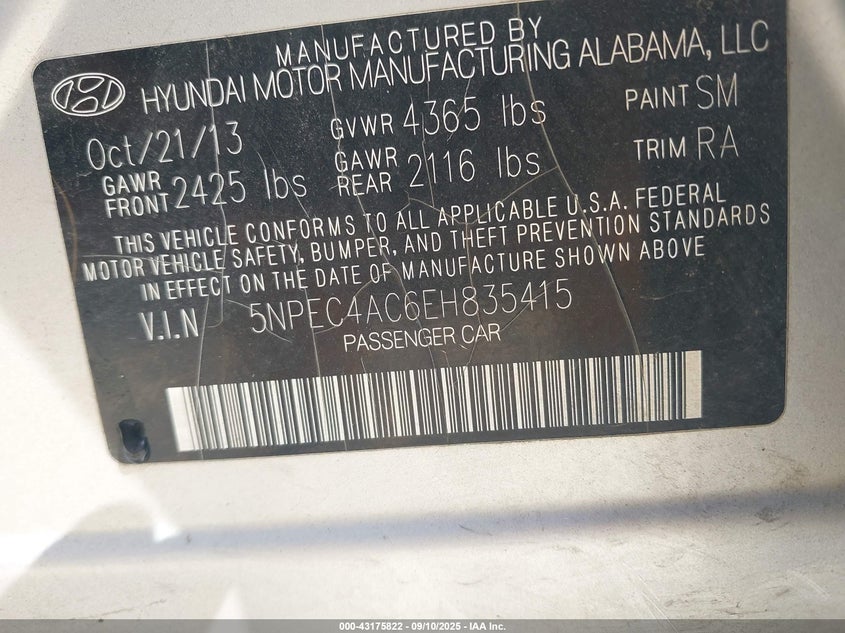 MANUFACTURED BY
HYUNDAI MOTOR MANUFACTURING ALABAMA, LLC
Oct/21/13 GVWR 4365 lbs PAINT SM
GAWR FRONT 2425 lbs GAWR REAR 2116 lbs TRIM RA
THIS VEHICLE CONFORMS TO ALL APPLICABLE U.S.A. FEDERAL
MOTOR VEHICLE SAFETY, BUMPER, AND THEFT PREVENTION STANDARDS
IN EFFECT ON THE DATE OF MANUFACTURE SHOWN ABOVE
V.I.N 5NPEC4AC6EH835415
PASSENGER CAR
000-43175822 - 09/10/2025 - IAA Inc.